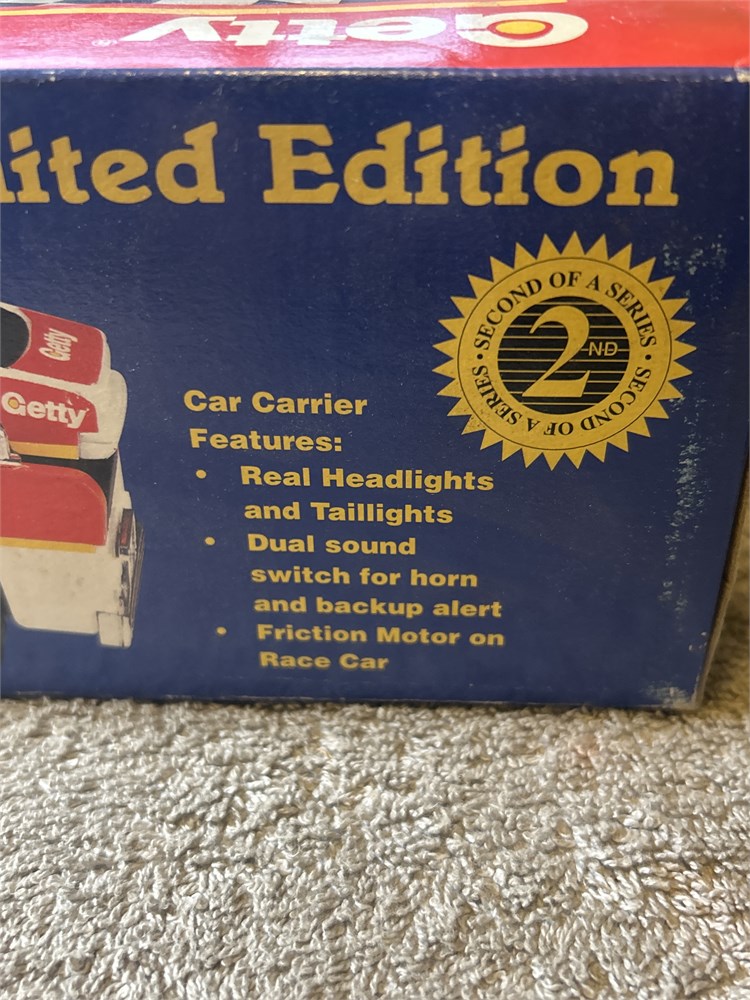 Getty
ited Edition
SECOND OF A SERIES • SECOND OF A SERIES •
2ND
Getty
Getty
Car Carrier
Features:
• Real Headlights
and Taillights
• Dual sound
switch for horn
and backup alert
• Friction Motor on
Race Car